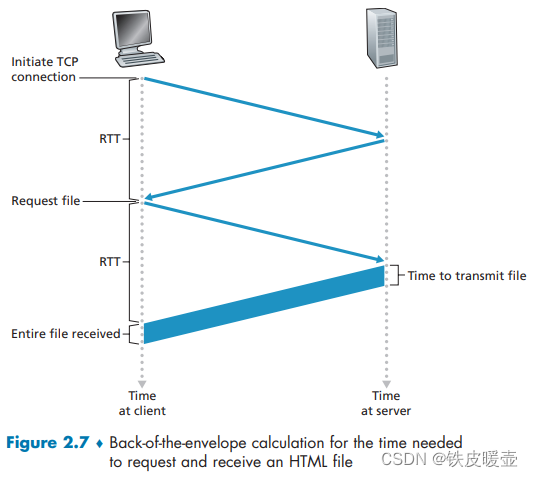 Initiate TCP
connection
RTT
Request file
RTT
Time to transmit file
Entire file received
Time
at client
Time
at server
Figure 2.7 ♦ Back-of-the-envelope calculation for the time needed
to request and receive an HTML file
CSDN @铁皮暖壶